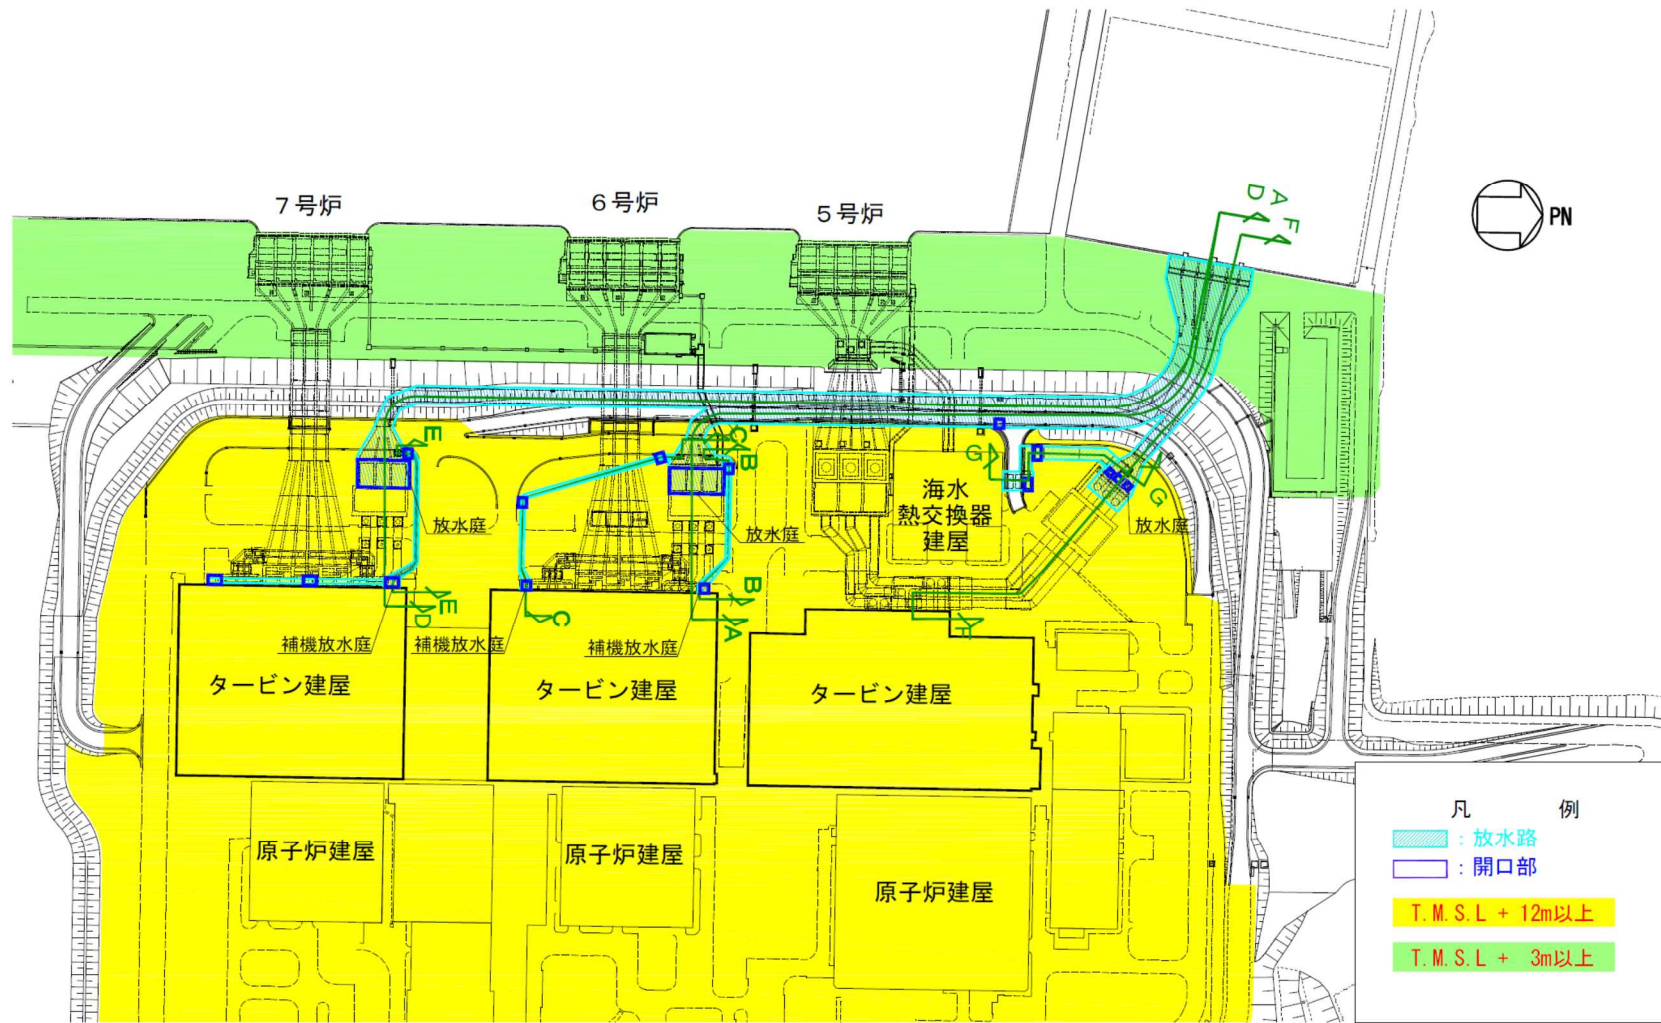 ７号炉
６号炉
５号炉
D
A
F
PN
E
C
B
G
G
海水
熱交換器
建屋
放水庭
放水庭
放水庭
E
D
C
B
A
F
補機放水庭
補機放水庭
補機放水庭
タービン建屋
タービン建屋
タービン建屋
原子炉建屋
原子炉建屋
原子炉建屋
凡　例
：放水路
：開口部
T.M.S.L + 12m以上
T.M.S.L + 3m以上